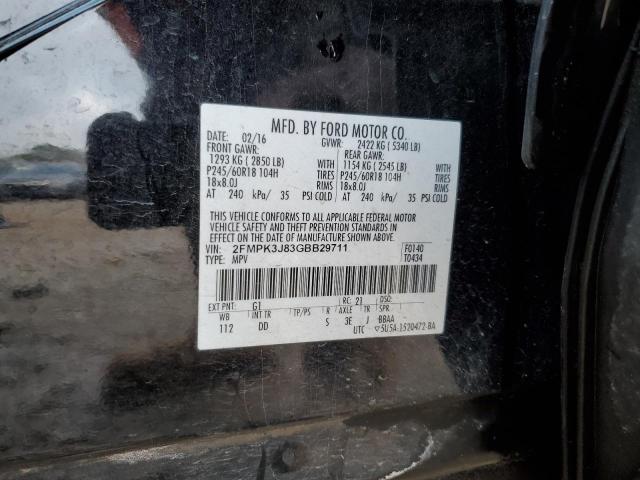 MFD. BY FORD MOTOR CO.
DATE: 02/16 GVWR: 2422 KG ( 5340 LB)
FRONT GAWR: REAR GAWR:
1293 KG ( 2850 LB) WITH 1154 KG ( 2545 LB) WITH
P245/60R18 104H TIRES P245/60R18 104H TIRES
18x8.0J RIMS 18x8.0J RIMS
AT 240 kPa/ 35 PSI COLD AT 240 kPa/ 35 PSI COLD
THIS VEHICLE CONFORMS TO ALL APPLICABLE FEDERAL MOTOR
VEHICLE SAFETY AND THEFT PREVENTION STANDARDS IN
EFFECT ON THE DATE OF MANUFACTURE SHOWN ABOVE.
VIN: 2FMPK3J83GBB29711 F0140
TYPE: MPV T0434
EXT PNT: G1 RC: 21 DSO:
WB INT TR TP/PS R AXLE TR SPR
112 DD S 3E J BBAA
UTC ▽5U5A-1520472-BA